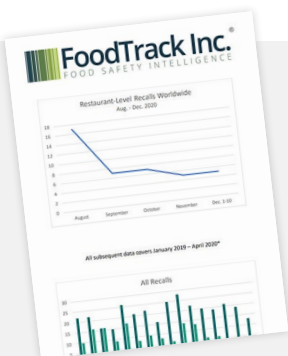 FoodTrack Inc.®
FOOD SAFETY INTELLIGENCE
Restaurant-Level Recalls Worldwide
Aug. - Dec. 2020
18
16
14
12
10
8
6
4
2
0
August September October November Dec. 1-10
All subsequent data covers January 2019 – April 2020*
All Recalls
30
25
20
15
10